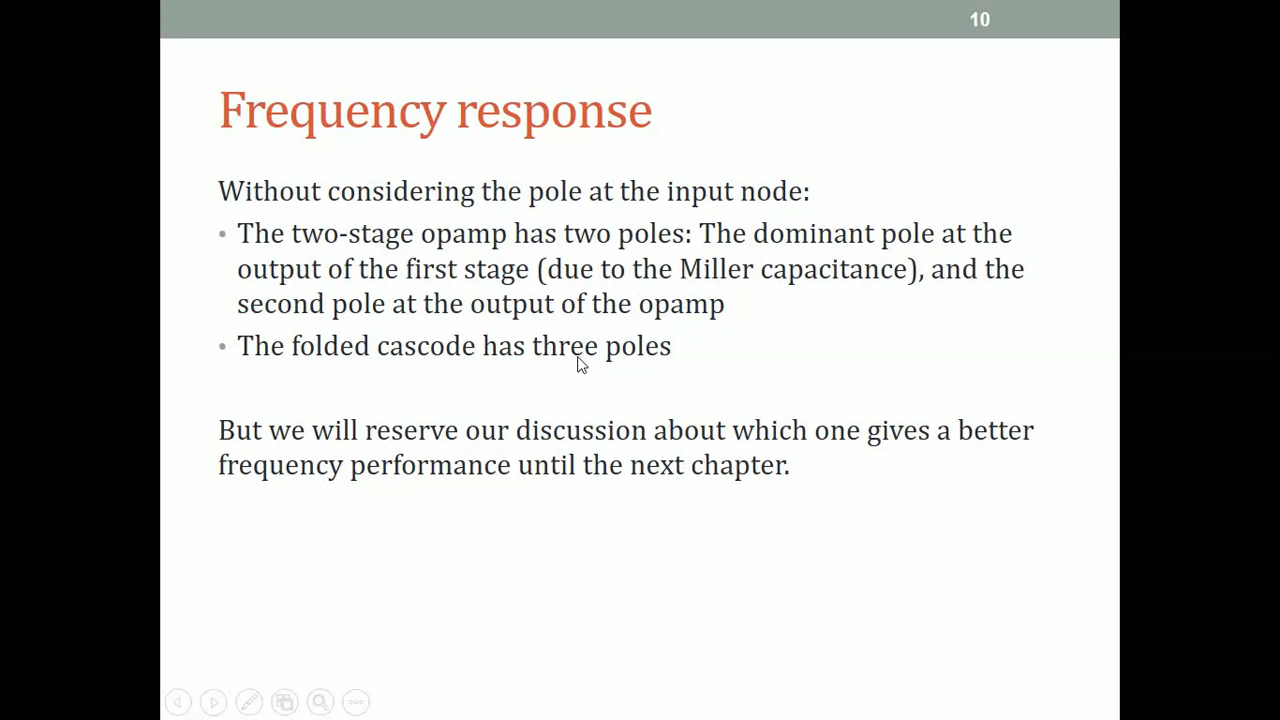 10
Frequency response
Without considering the pole at the input node:
• The two-stage opamp has two poles: The dominant pole at the
output of the first stage (due to the Miller capacitance), and the
second pole at the output of the opamp
• The folded cascode has three poles
But we will reserve our discussion about which one gives a better
frequency performance until the next chapter.